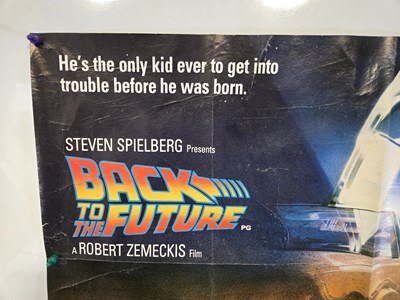 He's the only kid ever to get into
trouble before he was born.
STEVEN SPIELBERG Presents
BACK
TO THE FUTURE
PG
A ROBERT ZEMECKIS Film